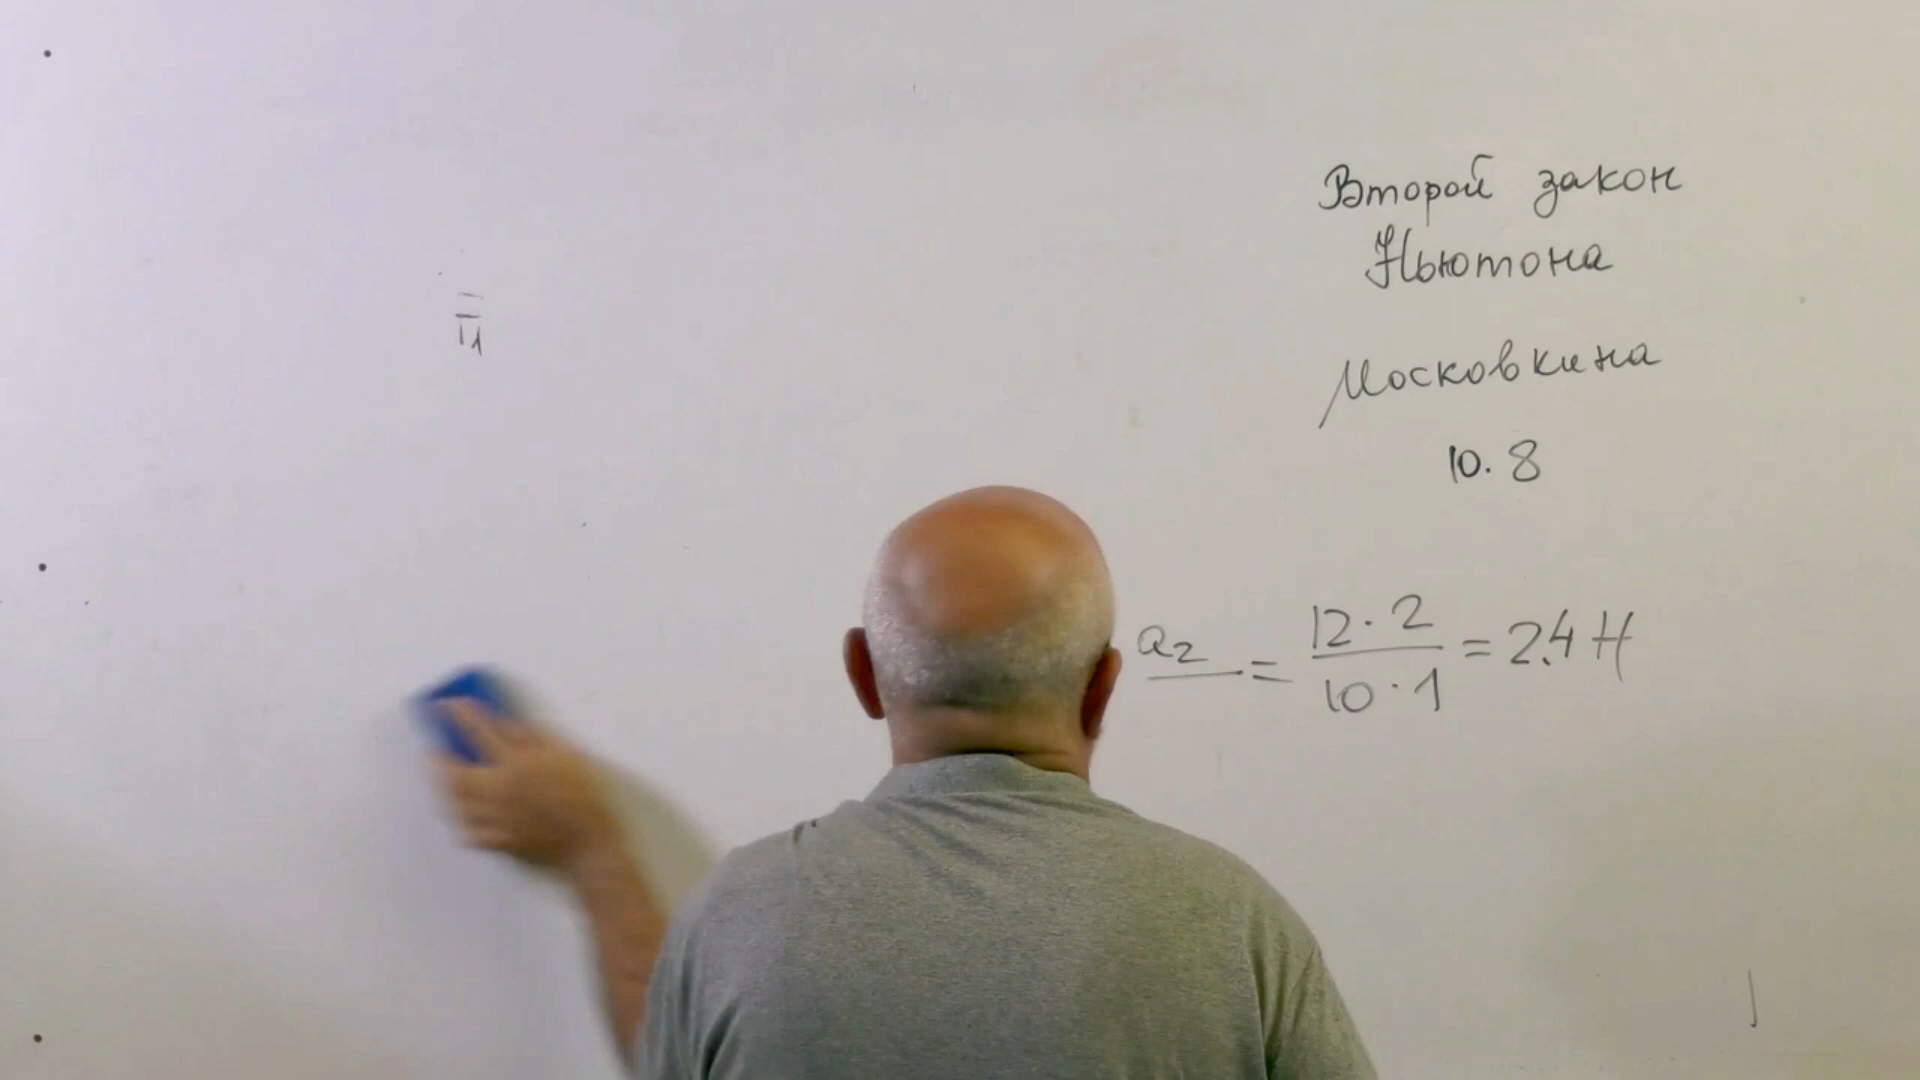 Второй закон
Ньютона
Московкина
10.8
a₂ = 12·2 / 10·1 = 2.4 Н